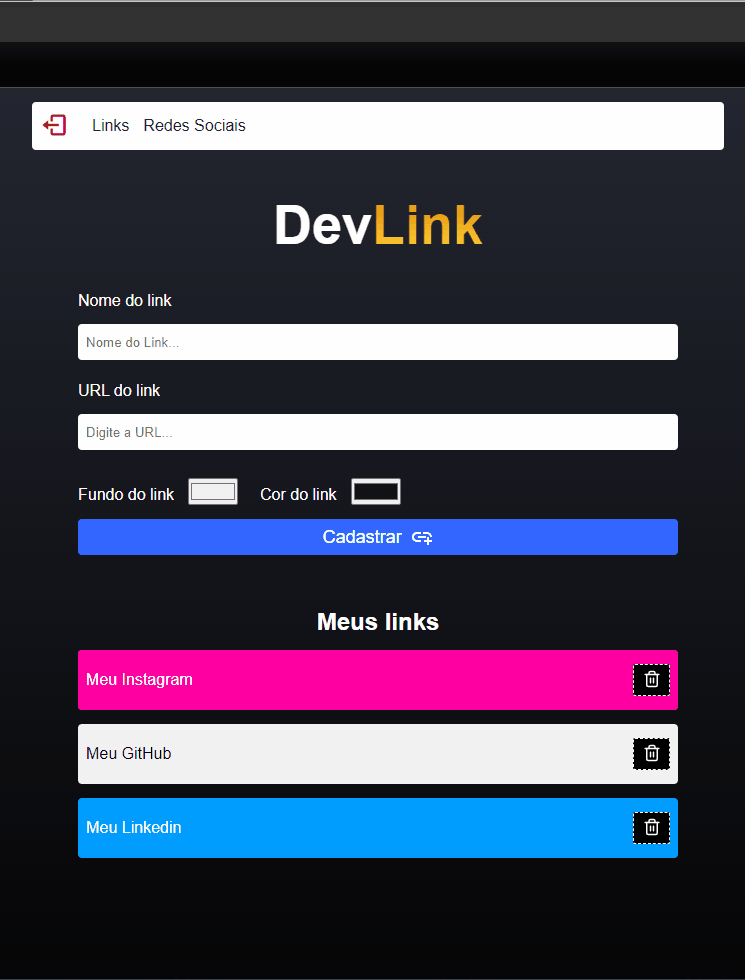 Links Redes Sociais
DevLink
Nome do link
Nome do Link...
URL do link
Digite a URL...
Fundo do link Cor do link
Cadastrar
Meus links
Meu Instagram
Meu GitHub
Meu Linkedin